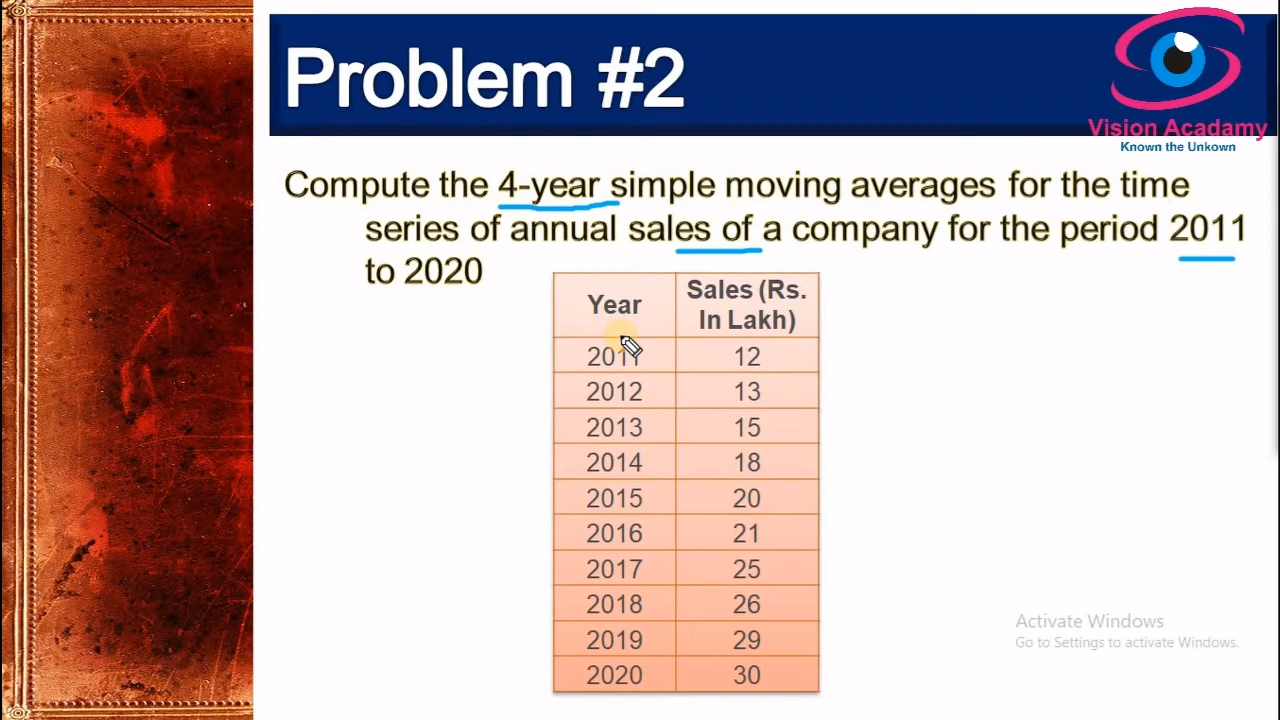 Problem #2
Vision Acadamy
Known the Unkown
Compute the 4-year simple moving averages for the time
series of annual sales of a company for the period 2011
to 2020
Year Sales (Rs. In Lakh)
2011 12
2012 13
2013 15
2014 18
2015 20
2016 21
2017 25
2018 26
2019 29
2020 30
Activate Windows
Go to Settings to activate Windows.